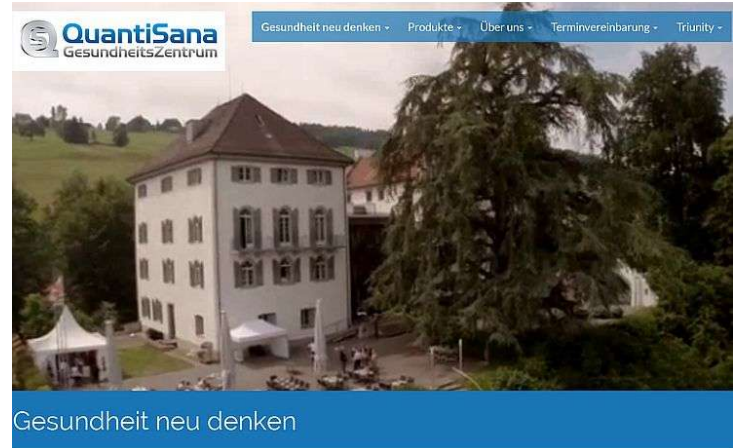 QuantiSana
GesundheitsZentrum
Gesundheit neu denken
Produkte
Über uns
Terminvereinbarung
Triunity
Gesundheit neu denken